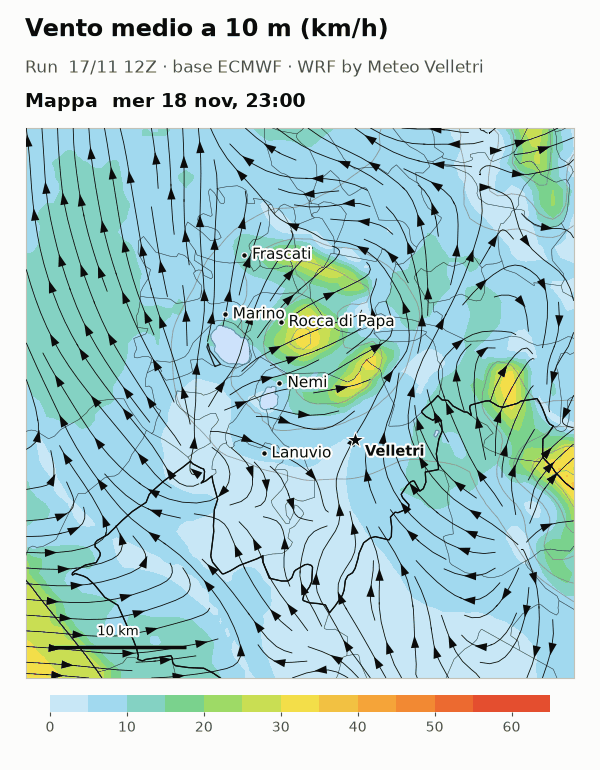 Vento medio a 10 m (km/h)
Run  17/11 12Z · base ECMWF · WRF by Meteo Velletri
Mappa  mer 18 nov, 23:00
Frascati
Marino
Rocca di Papa
Nemi
Velletri
Lanuvio
10 km
0 10 20 30 40 50 60